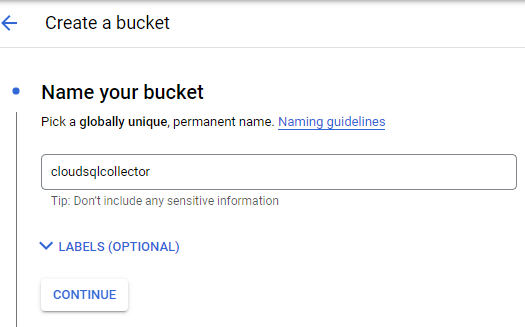 Create a bucket
Name your bucket
Pick a globally unique, permanent name. Naming guidelines
cloudsqlcollector
Tip: Don't include any sensitive information
LABELS (OPTIONAL)
CONTINUE